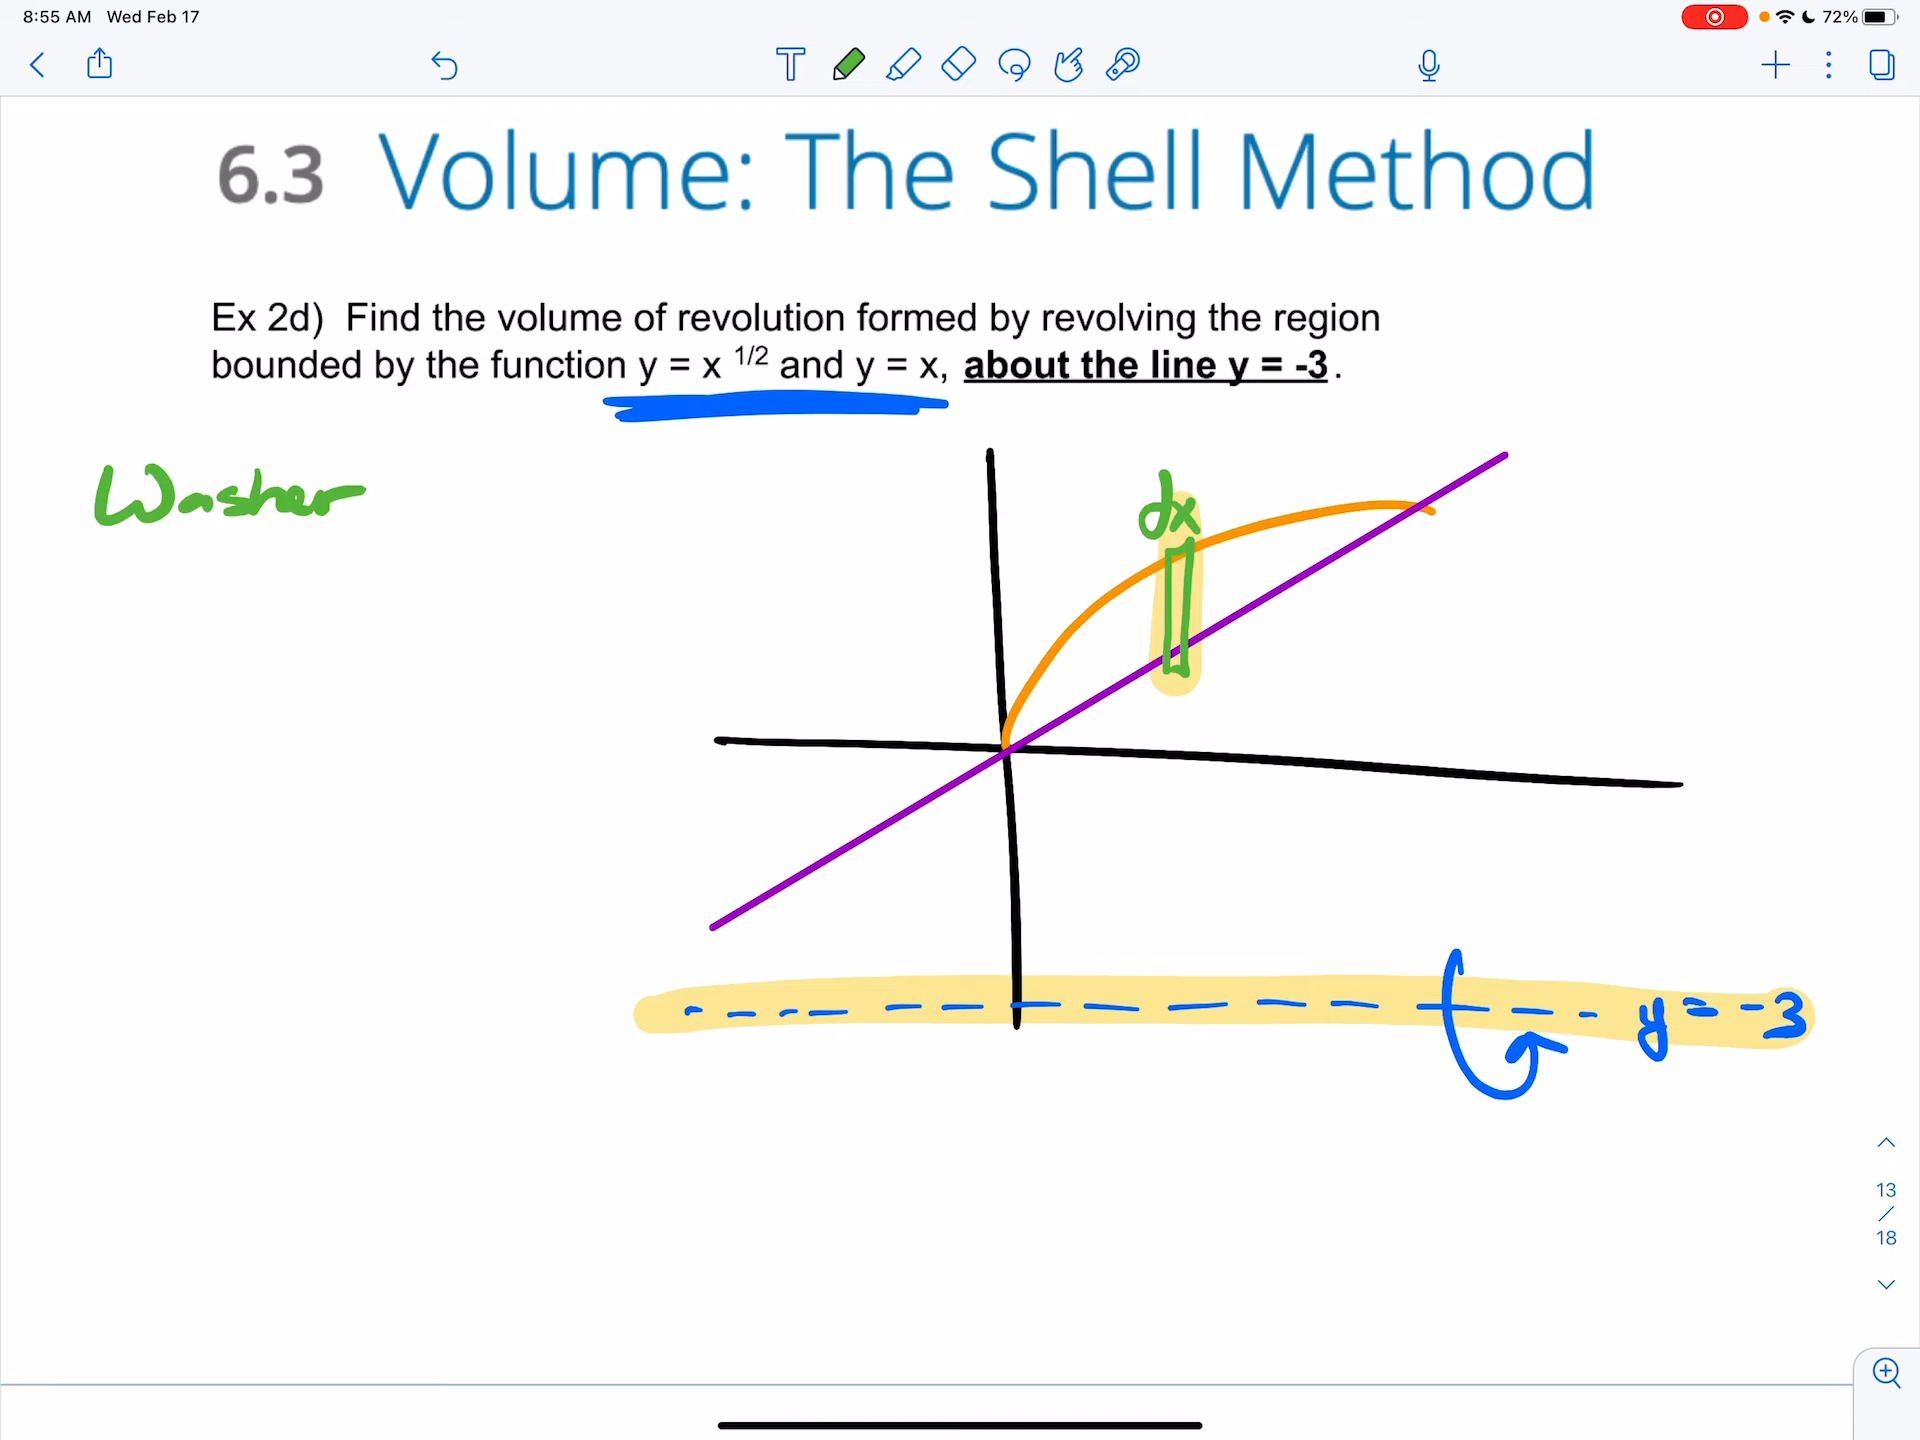 8:55 AM Wed Feb 17
72%
6.3 Volume: The Shell Method
Ex 2d) Find the volume of revolution formed by revolving the region
bounded by the function y = x 1/2 and y = x, about the line y = -3.
Washer
dx
y = -3
13
/
18